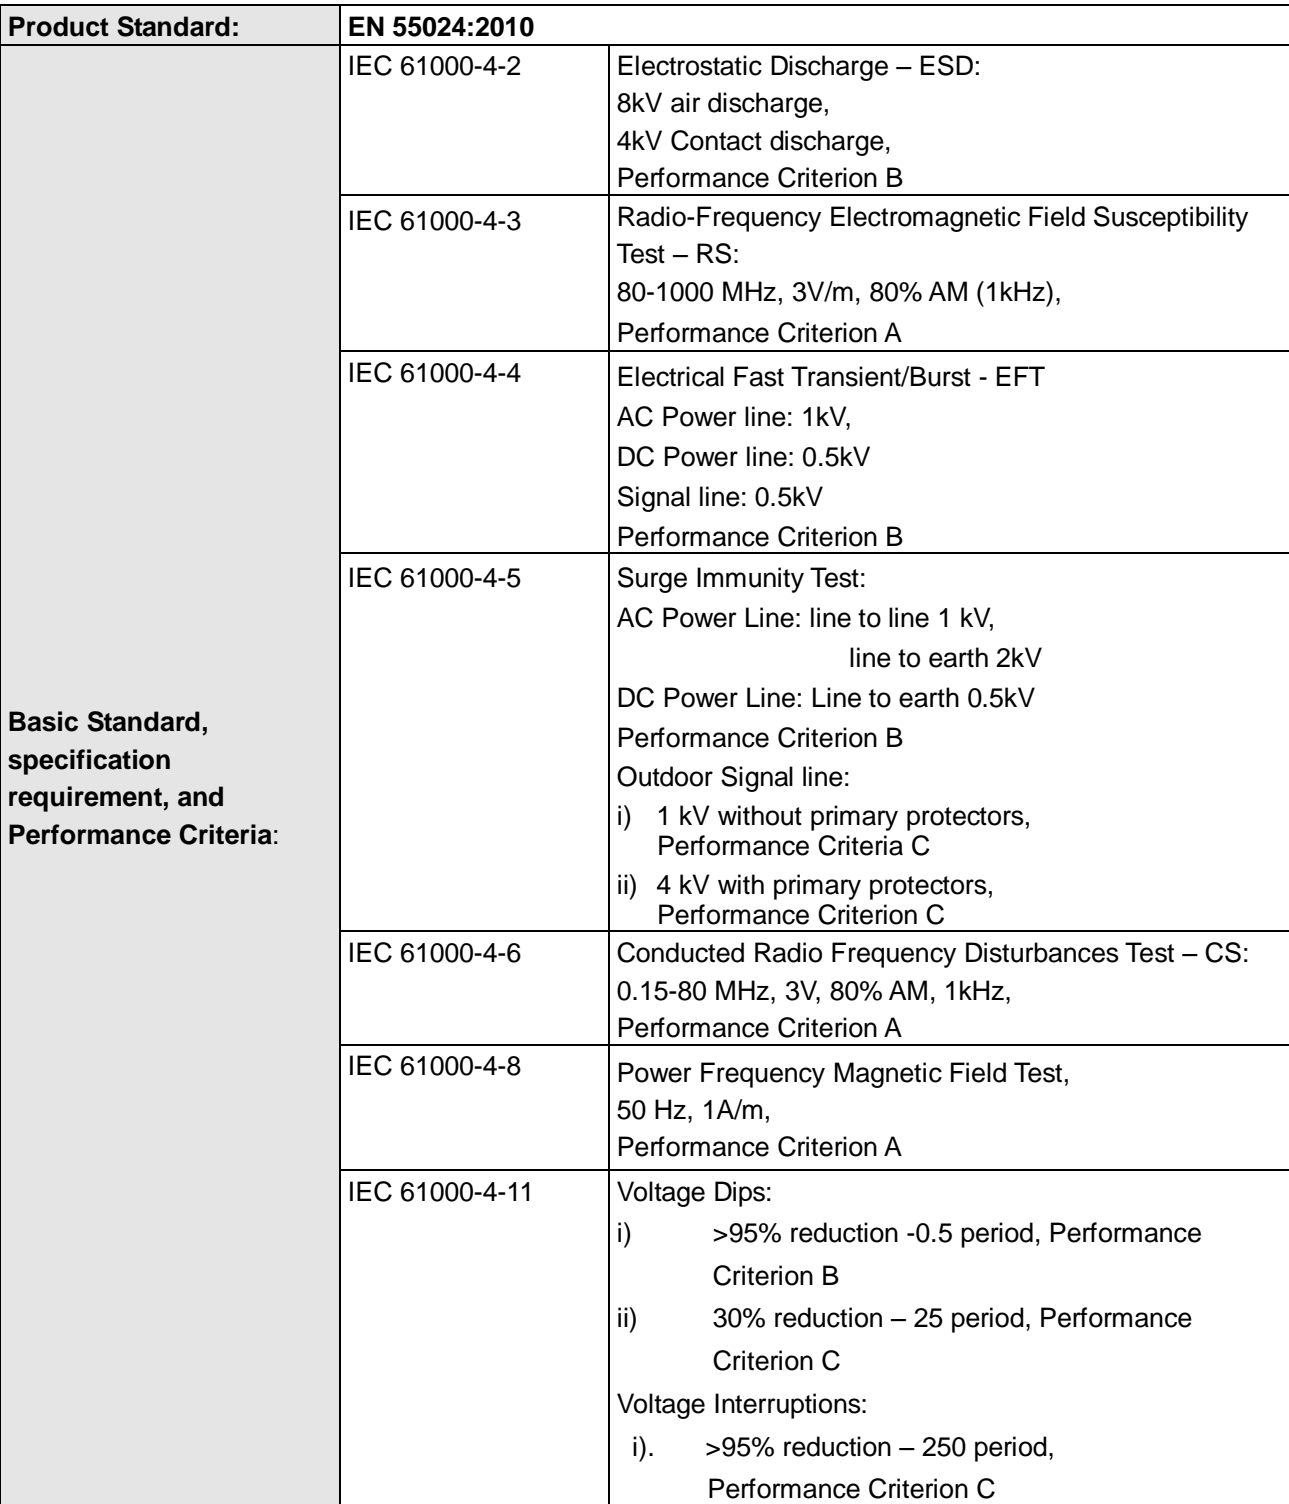 Product Standard: EN 55024:2010
Basic Standard,
specification
requirement, and
Performance Criteria:
IEC 61000-4-2 Electrostatic Discharge – ESD:
8kV air discharge,
4kV Contact discharge,
Performance Criterion B
IEC 61000-4-3 Radio-Frequency Electromagnetic Field Susceptibility
Test – RS:
80-1000 MHz, 3V/m, 80% AM (1kHz),
Performance Criterion A
IEC 61000-4-4 Electrical Fast Transient/Burst - EFT
AC Power line: 1kV,
DC Power line: 0.5kV
Signal line: 0.5kV
Performance Criterion B
IEC 61000-4-5 Surge Immunity Test:
AC Power Line: line to line 1 kV,
line to earth 2kV
DC Power Line: Line to earth 0.5kV
Performance Criterion B
Outdoor Signal line:
i) 1 kV without primary protectors,
Performance Criteria C
ii) 4 kV with primary protectors,
Performance Criterion C
IEC 61000-4-6 Conducted Radio Frequency Disturbances Test – CS:
0.15-80 MHz, 3V, 80% AM, 1kHz,
Performance Criterion A
IEC 61000-4-8 Power Frequency Magnetic Field Test,
50 Hz, 1A/m,
Performance Criterion A
IEC 61000-4-11 Voltage Dips:
i) >95% reduction -0.5 period, Performance
Criterion B
ii) 30% reduction – 25 period, Performance
Criterion C
Voltage Interruptions:
i). >95% reduction – 250 period,
Performance Criterion C